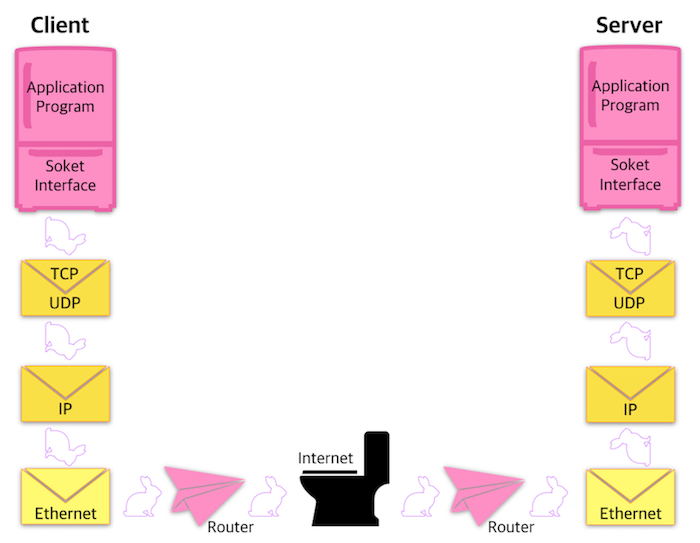 Client
Server
Application
Program
Application
Program
Soket
Interface
Soket
Interface
TCP
UDP
TCP
UDP
IP
IP
Internet
Ethernet
Router
Router
Ethernet